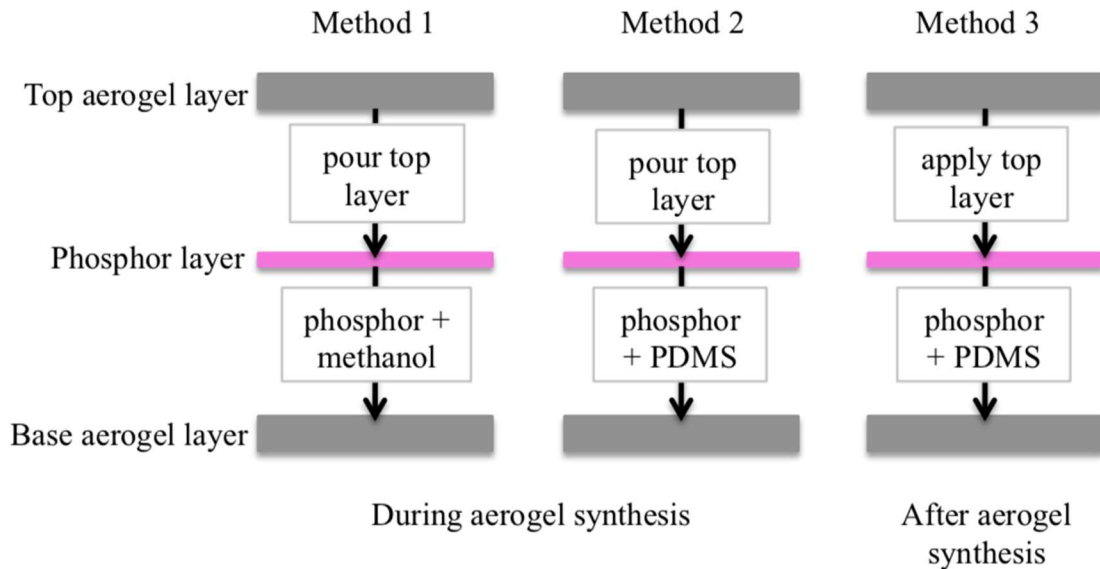 Method 1
Method 2
Method 3
Top aerogel layer
pour top
layer
pour top
layer
apply top
layer
Phosphor layer
phosphor +
methanol
phosphor
+ PDMS
phosphor
+ PDMS
Base aerogel layer
During aerogel synthesis
After aerogel
synthesis